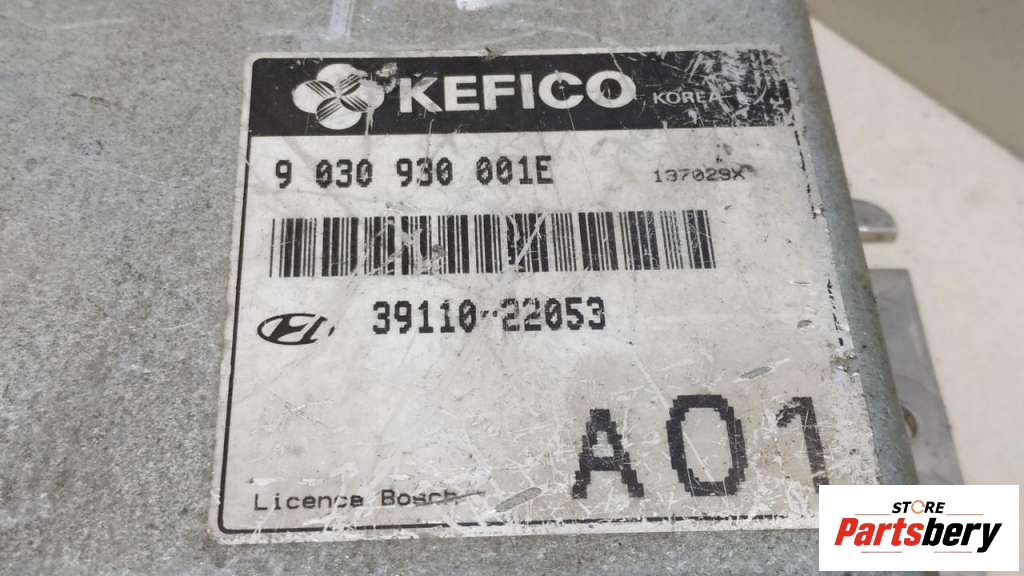 KEFICO KOREA
9 030 930 001E 137029X
39110-22053
A01
Licence Bosch
STORE
Partsbery